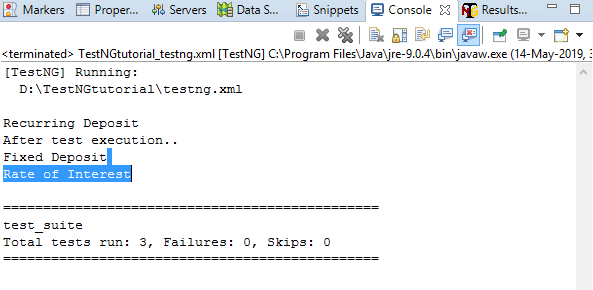 Markers Proper... Servers Data S... Snippets Console Results...
<terminated> TestNGtutorial_testng.xml [TestNG] C:\Program Files\Java\jre-9.0.4\bin\javaw.exe (14-May-2019, 3
[TestNG] Running:
D:\TestNGtutorial\testng.xml
Recurring Deposit
After test execution..
Fixed Deposit
Rate of Interest
===============================================
test_suite
Total tests run: 3, Failures: 0, Skips: 0
===============================================